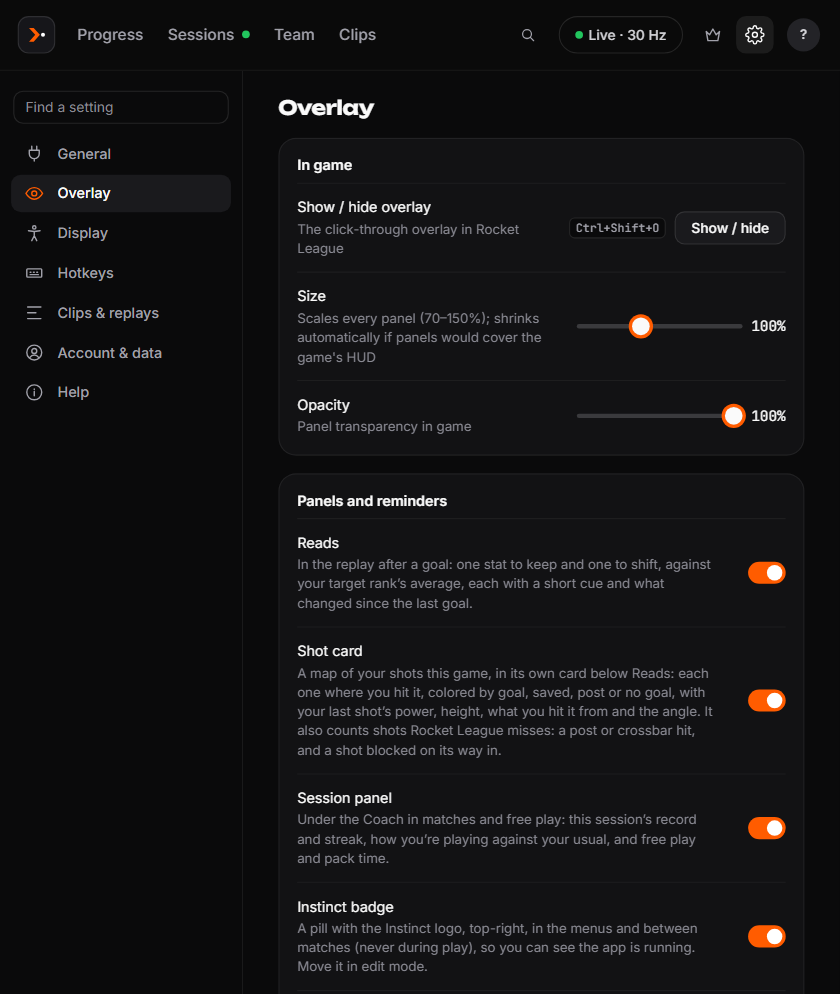 Progress
Sessions
Team
Clips
Live · 30 Hz
?
Find a setting
General
Overlay
Display
Hotkeys
Clips & replays
Account & data
Help
Overlay
In game
Show / hide overlay
The click-through overlay in Rocket
League
Ctrl+Shift+O
Show / hide
Size
Scales every panel (70–150%); shrinks
automatically if panels would cover the
game's HUD
100%
Opacity
Panel transparency in game
100%
Panels and reminders
Reads
In the replay after a goal: one stat to keep and one to shift, against
your target rank’s average, each with a short cue and what
changed since the last goal.
Shot card
A map of your shots this game, in its own card below Reads: each
one where you hit it, colored by goal, saved, post or no goal, with
your last shot’s power, height, what you hit it from and the angle. It
also counts shots Rocket League misses: a post or crossbar hit,
and a shot blocked on its way in.
Session panel
Under the Coach in matches and free play: this session’s record
and streak, how you’re playing against your usual, and free play
and pack time.
Instinct badge
A pill with the Instinct logo, top-right, in the menus and between
matches (never during play), so you can see the app is running.
Move it in edit mode.